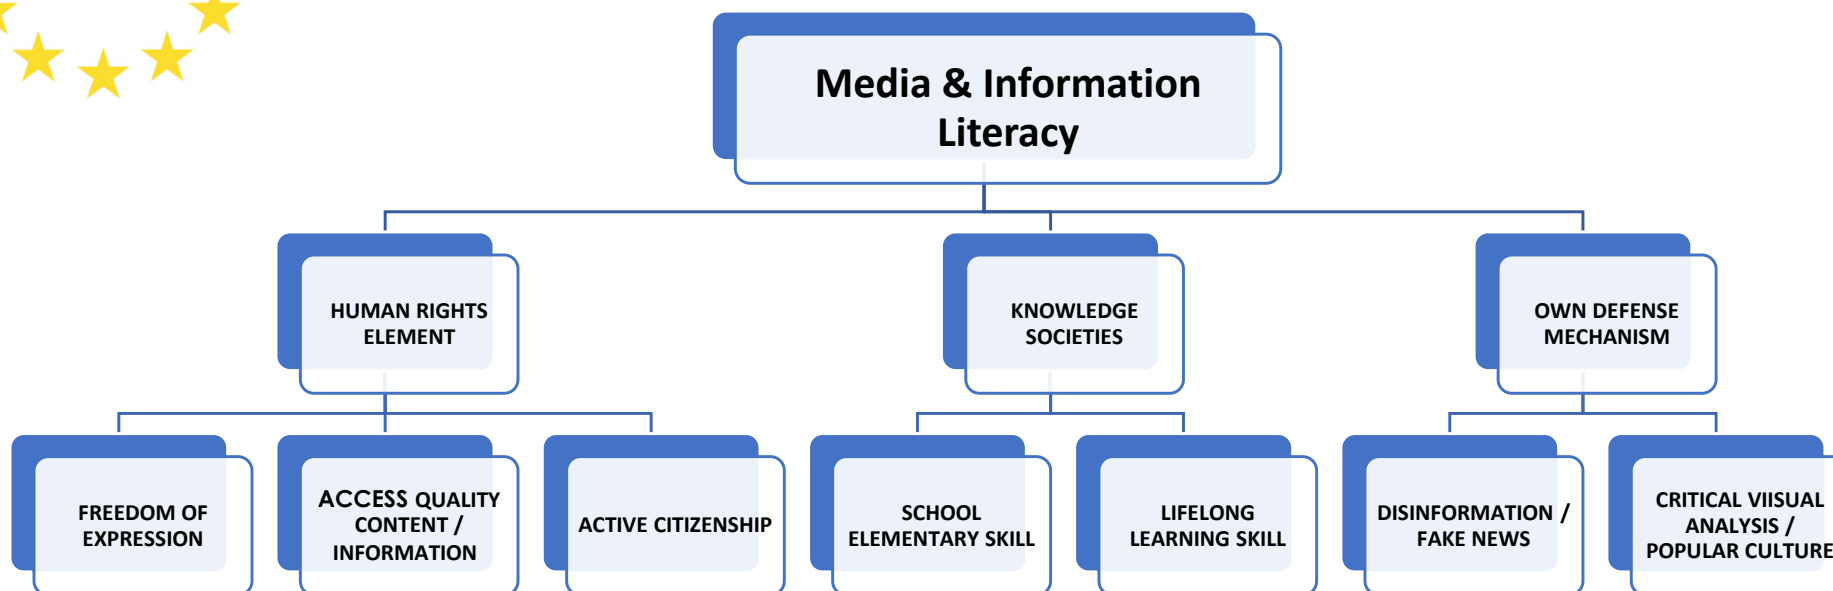 Media & Information
Literacy
HUMAN RIGHTS
ELEMENT
KNOWLEDGE
SOCIETIES
OWN DEFENSE
MECHANISM
FREEDOM OF
EXPRESSION
ACCESS QUALITY
CONTENT /
INFORMATION
ACTIVE CITIZENSHIP
SCHOOL
ELEMENTARY SKILL
LIFELONG
LEARNING SKILL
DISINFORMATION /
FAKE NEWS
CRITICAL VIISUAL
ANALYSIS /
POPULAR CULTURE